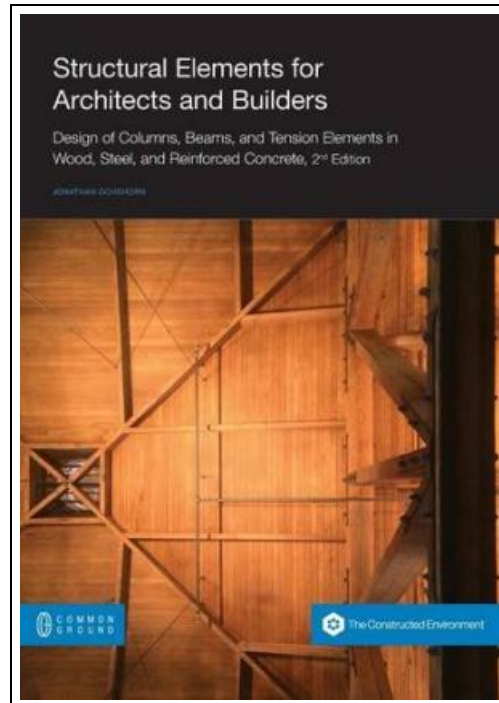 Structural Elements for
Architects and Builders
Design of Columns, Beams, and Tension Elements in
Wood, Steel, and Reinforced Concrete, 2nd Edition
JONATHAN OCHSHORN
COMMON
GROUND
The Constructed Environment